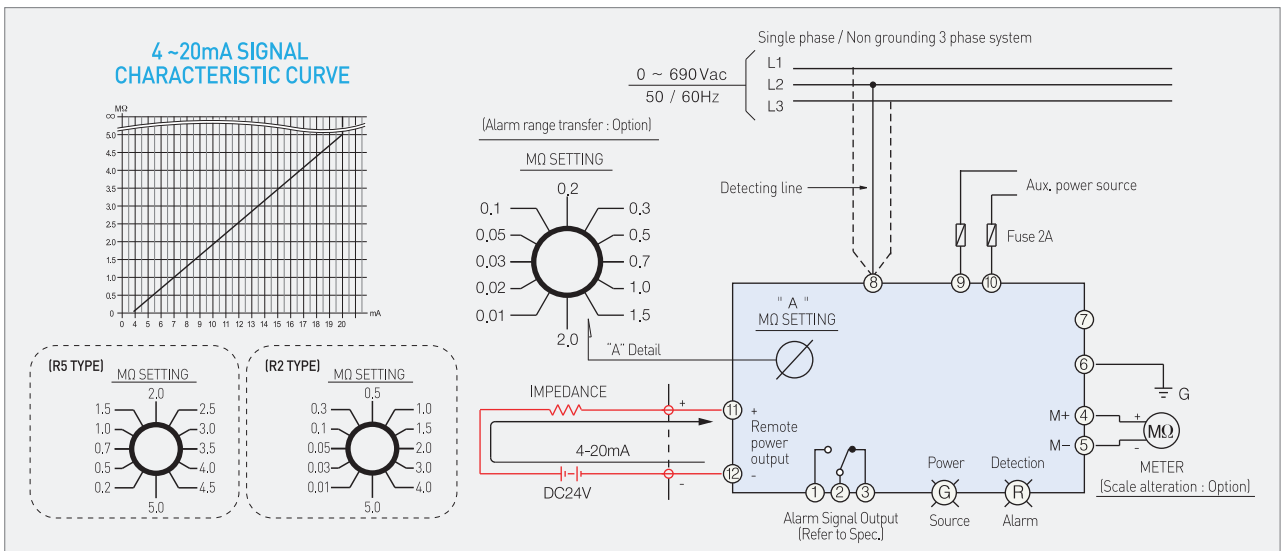 4 ~20mA SIGNAL
CHARACTERISTIC CURVE
MΩ
∞
5.0
4.5
4.0
3.5
3.0
2.5
2.0
1.5
1.0
0.5
0
0 4 5 6 7 8 9 10 11 12 13 14 15 16 17 18 19 20
mA
(R5 TYPE)
MΩ SETTING
2.0
1.5
2.5
1.0
3.0
0.7
3.5
0.5
4.0
0.2
4.5
5.0
(R2 TYPE)
MΩ SETTING
0.5
0.3
1.0
0.1
1.5
0.05
2.0
0.03
3.0
0.01
4.0
5.0
(Alarm range transfer : Option)
MΩ SETTING
0.2
0.1
0.3
0.05
0.5
0.03
0.7
0.02
1.0
0.01
1.5
2.0
"A" Detail
Single phase / Non grounding 3 phase system
0 ~ 690Vac
50 / 60Hz
L1
L2
L3
Detecting line
Aux. power source
Fuse 2A
8
9
10
" A "
MΩ SETTING
7
6
G
M+
4
+
MΩ
M-
5
-
METER
(Scale alteration : Option)
IMPEDANCE
+
11
+
Remote
power
output
4-20mA
12
-
-
DC24V
1
2
3
Alarm Signal Output
(Refer to Spec.)
Power
G
Source
Detection
R
Alarm